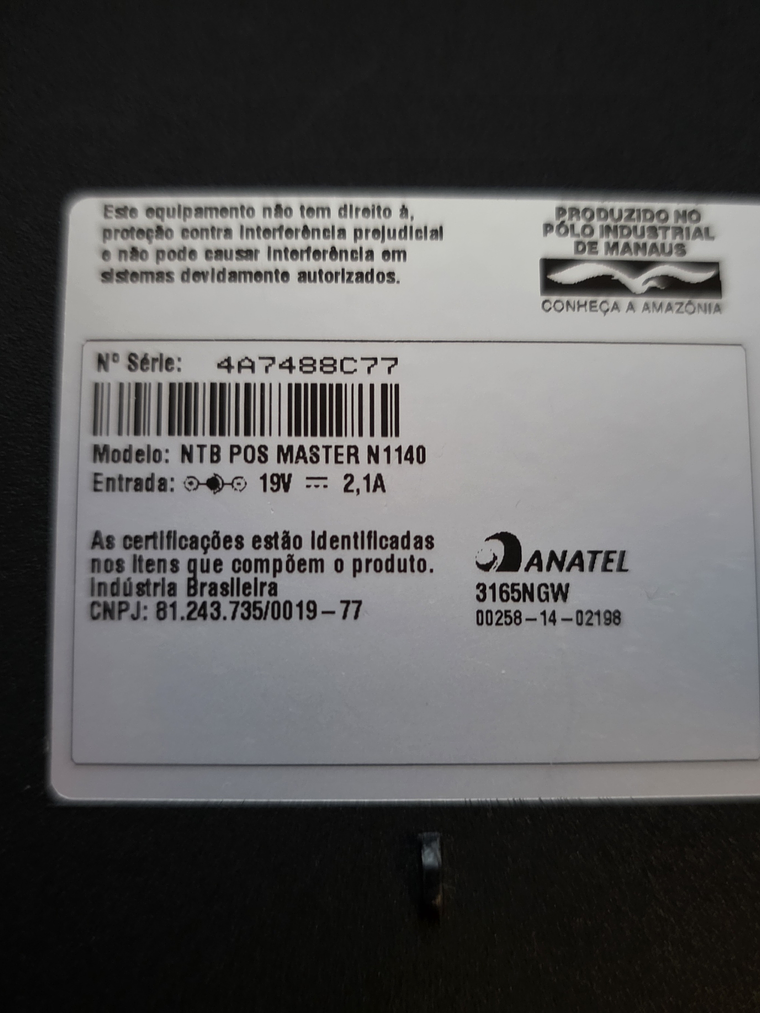 Este equipamento não tem direito à,
proteção contra interferência prejudicial
e não pode causar interferência em
sistemas devidamente autorizados.
PRODUZIDO NO
PÓLO INDUSTRIAL
DE MANAUS
CONHEÇA A AMAZÔNIA
Nº Série: 4A7488C77
Modelo: NTB POS MASTER N1140
Entrada: 19V 2,1A
As certificações estão identificadas
nos itens que compõem o produto.
Indústria Brasileira
CNPJ: 81.243.735/0019-77
ANATEL
3165NGW
00258-14-02198